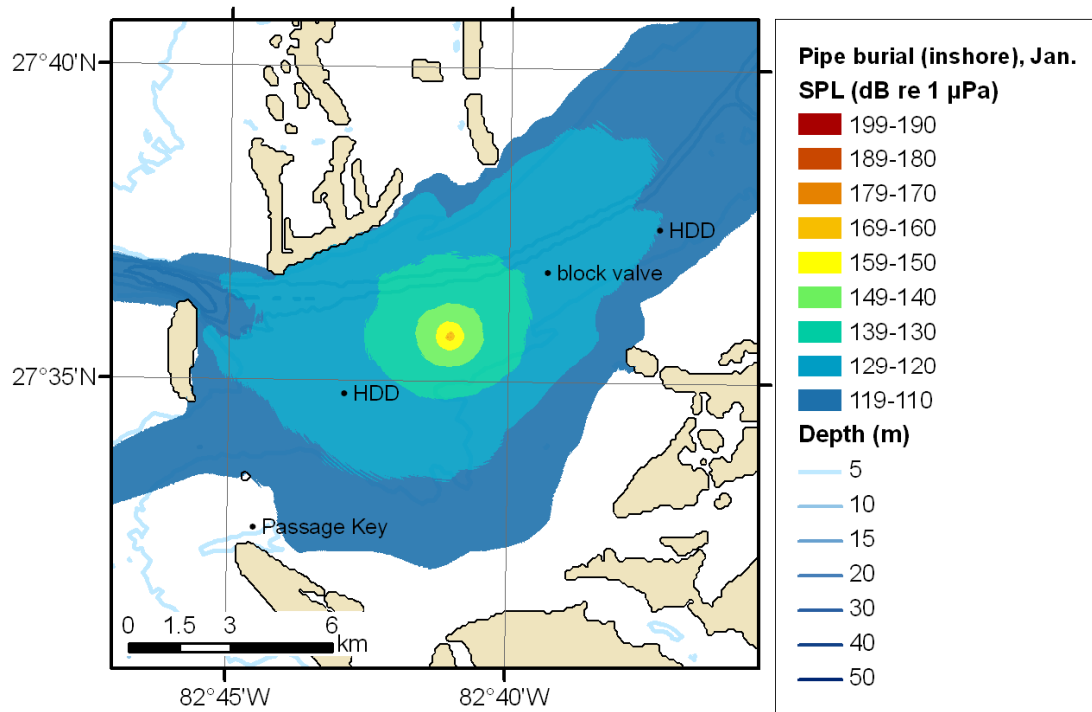 27°40'N
27°35'N
82°45'W
82°40'W
HDD
block valve
HDD
Passage Key
0 1.5 3 6
km
Pipe burial (inshore), Jan.
SPL (dB re 1 µPa)
199-190
189-180
179-170
169-160
159-150
149-140
139-130
129-120
119-110
Depth (m)
5
10
15
20
30
40
50